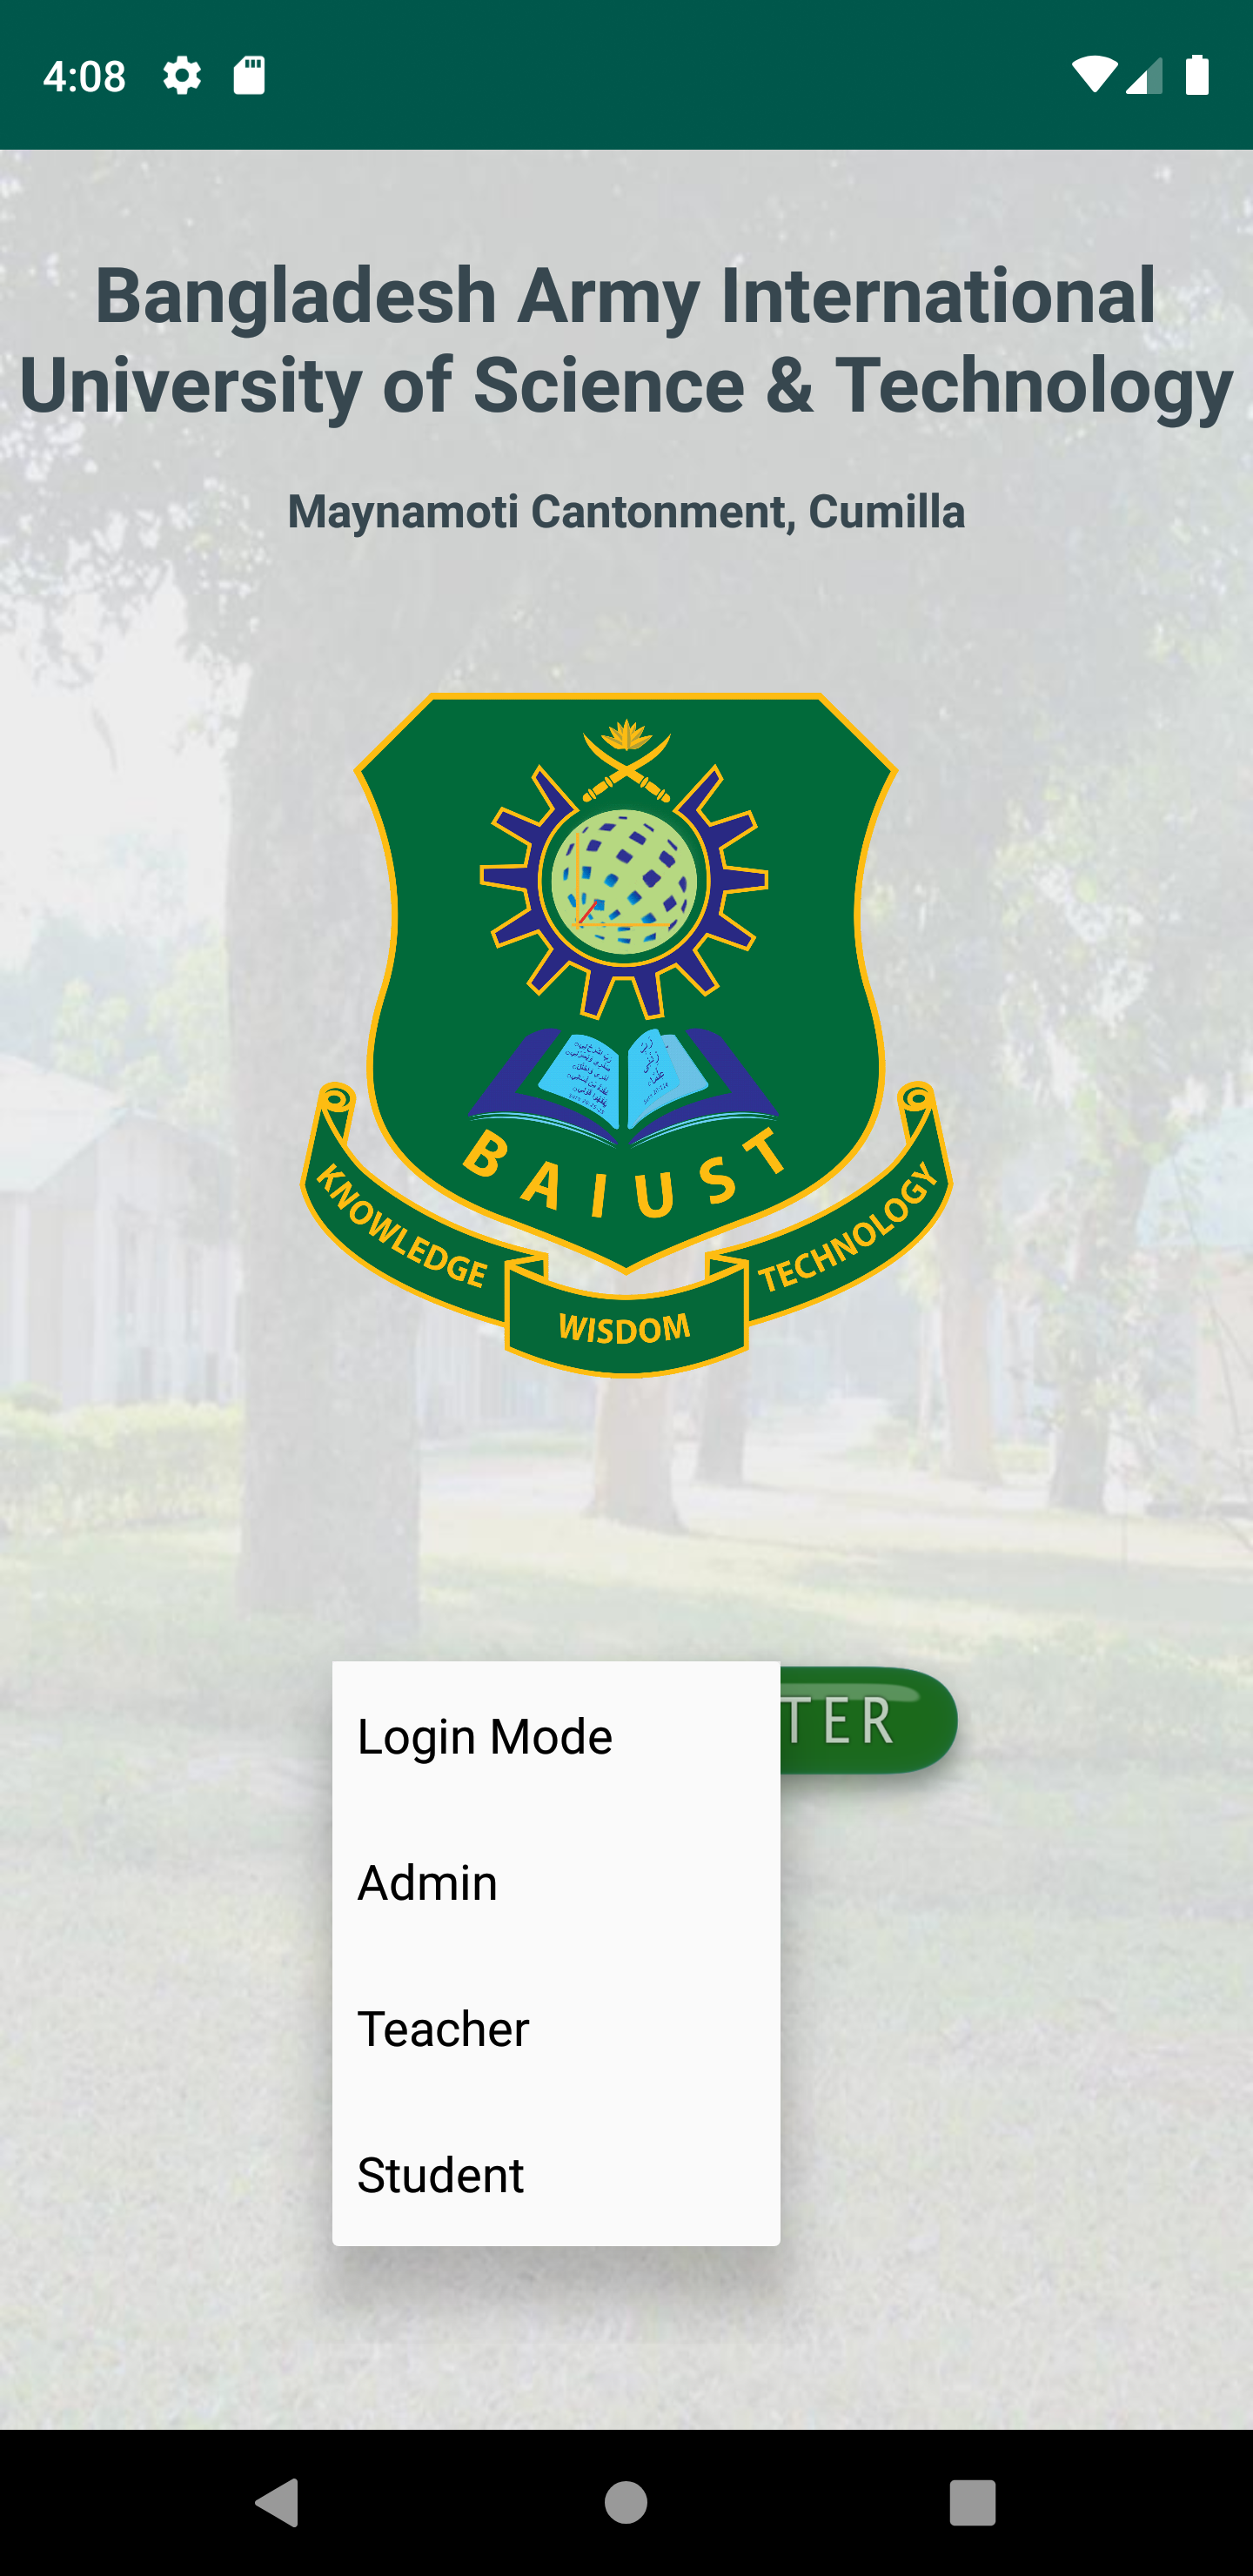 4:08
Bangladesh Army International
University of Science & Technology
Maynamoti Cantonment, Cumilla
BAIUST
KNOWLEDGE
WISDOM
TECHNOLOGY
TER
Login Mode
Admin
Teacher
Student